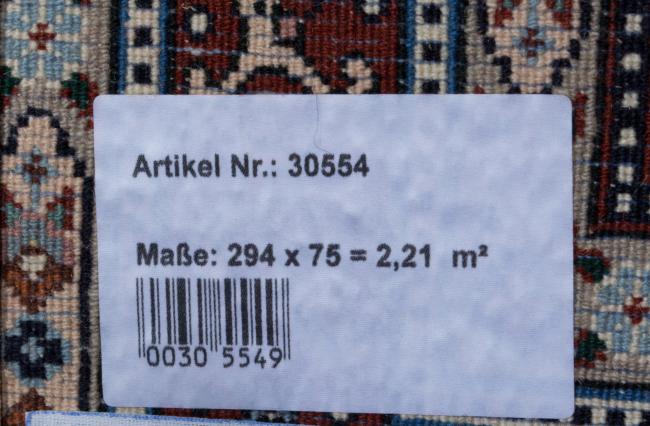 Artikel Nr.: 30554
Maße: 294 x 75 = 2,21 m²
0030 5549